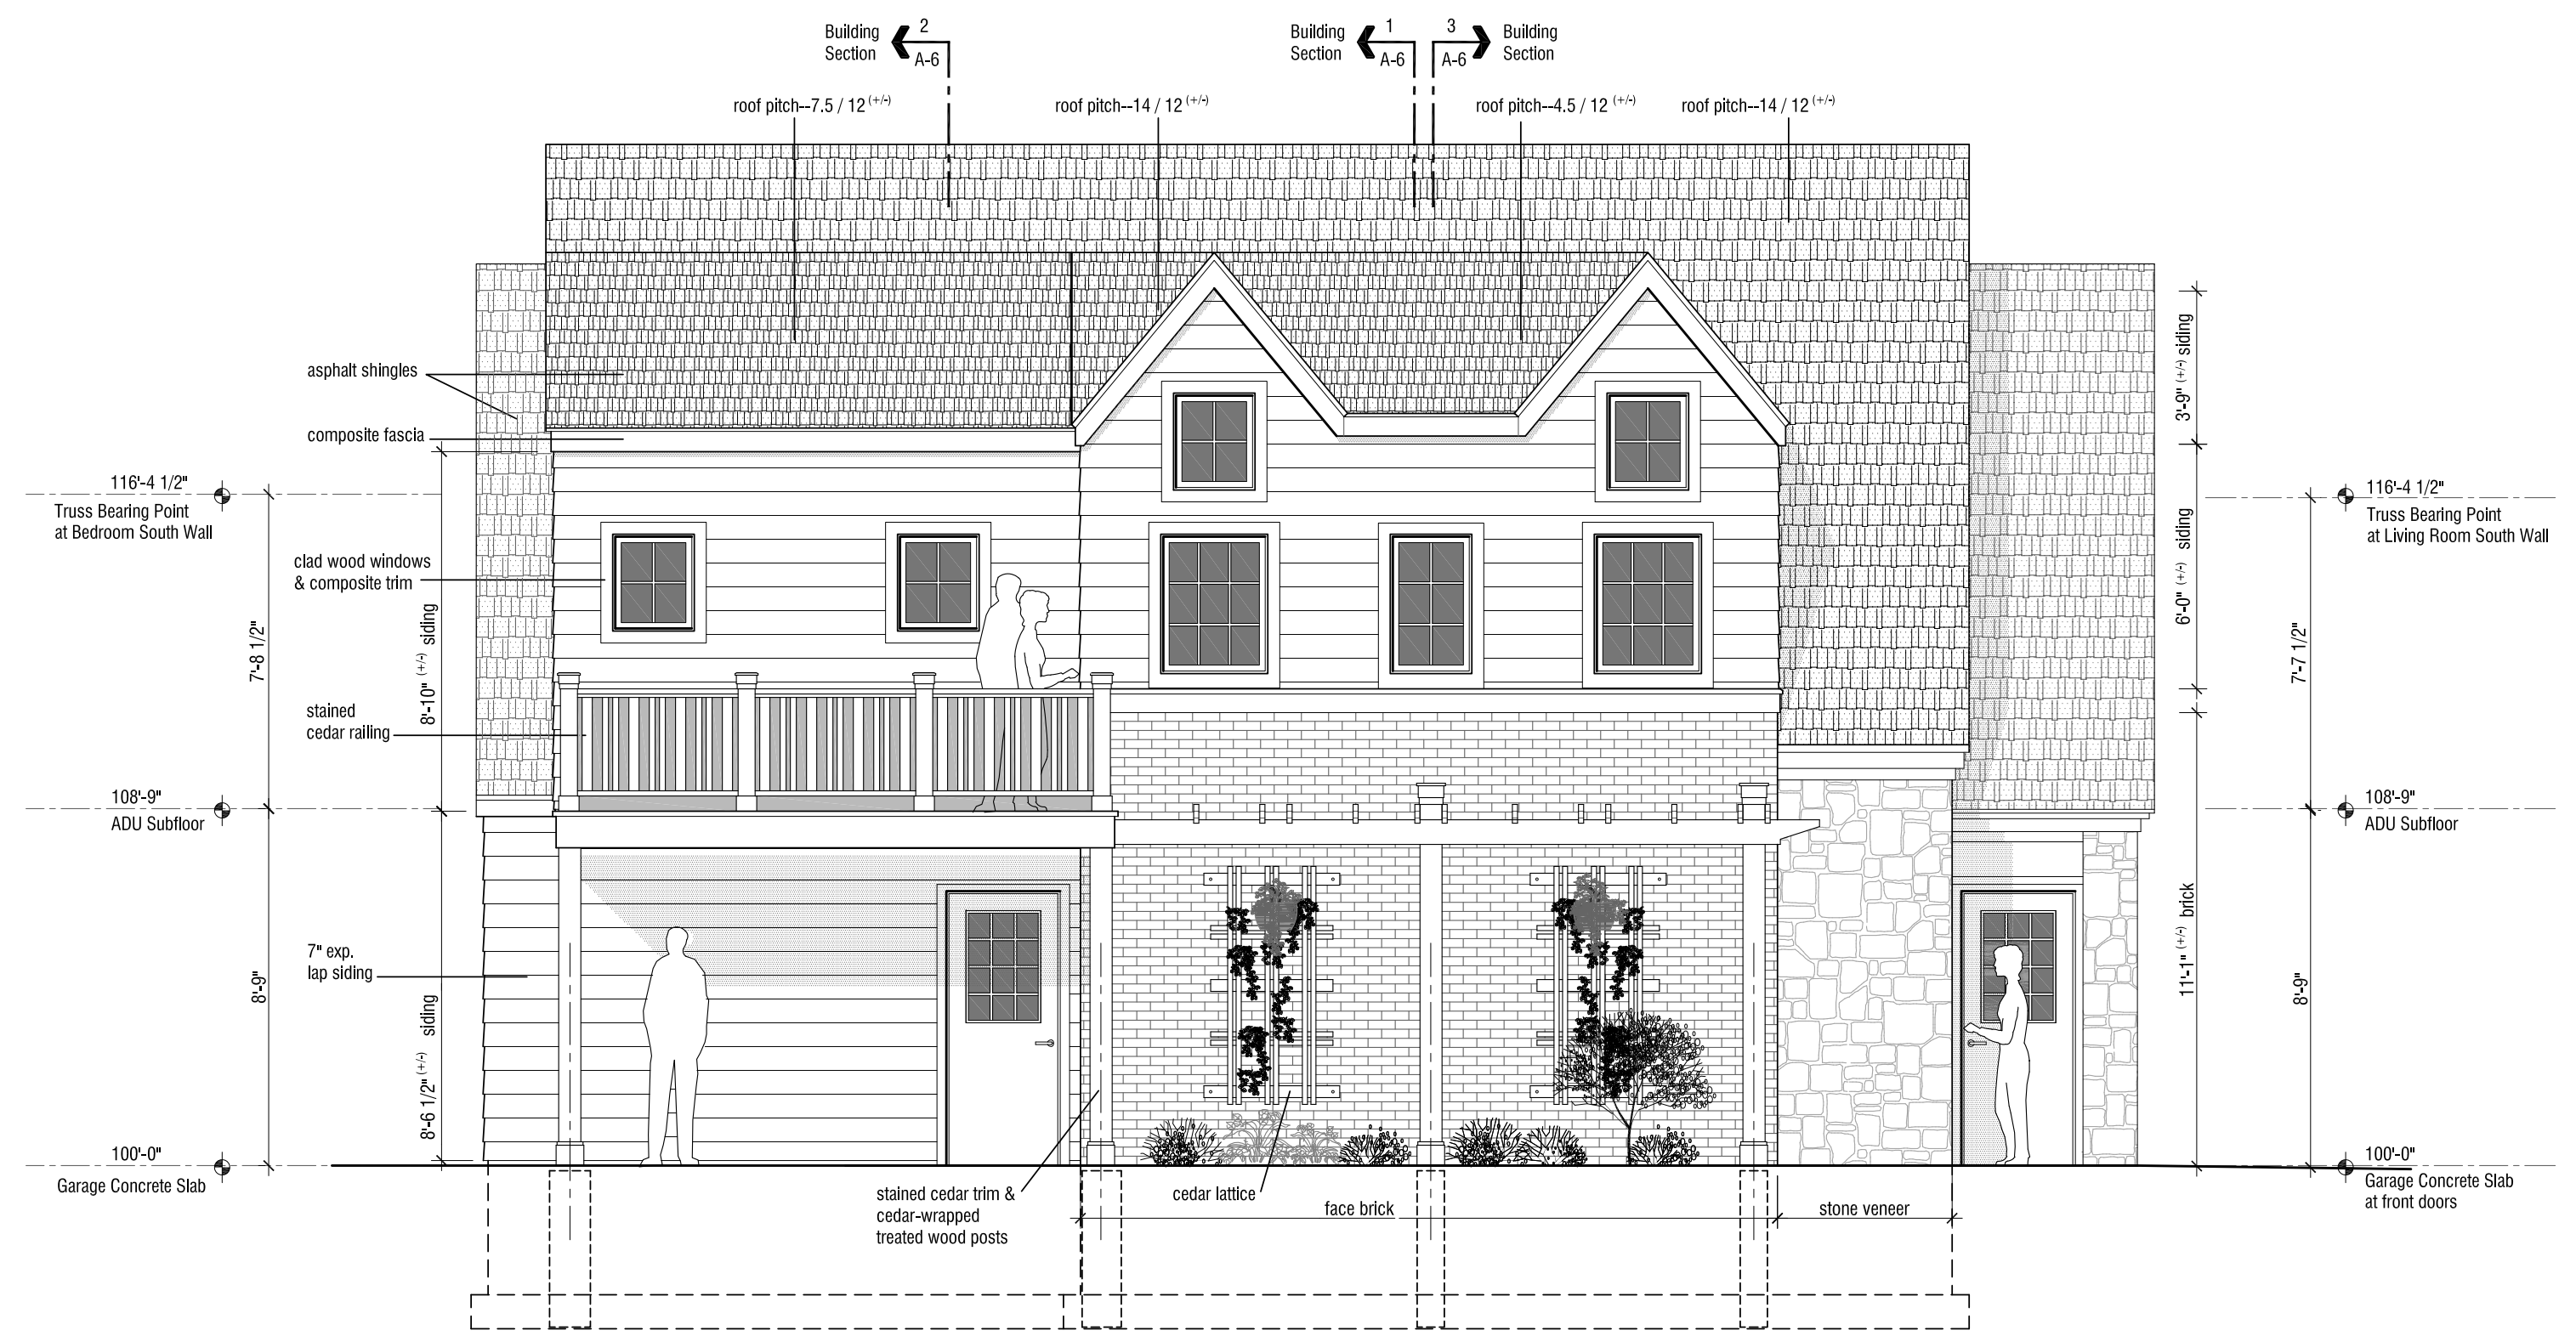 Building
Section
2
A-6
Building
Section
1
A-6
3
A-6
Building
Section
roof pitch--7.5 / 12 (+/-)
roof pitch--14 / 12 (+/-)
roof pitch--4.5 / 12 (+/-)
roof pitch--14 / 12 (+/-)
asphalt shingles
composite fascia
116'-4 1/2"
Truss Bearing Point
at Bedroom South Wall
clad wood windows
& composite trim
7'-8 1/2"
8'-10" (+/-) siding
stained
cedar railing
108'-9"
ADU Subfloor
7" exp.
lap siding
8'-9"
8'-6 1/2" (+/-) siding
100'-0"
Garage Concrete Slab
stained cedar trim &
cedar-wrapped
treated wood posts
cedar lattice
face brick
stone veneer
3'-9" (+/-) siding
6'-0" (+/-) siding
116'-4 1/2"
Truss Bearing Point
at Living Room South Wall
7'-7 1/2"
108'-9"
ADU Subfloor
11'-1" (+/-) brick
8'-9"
100'-0"
Garage Concrete Slab
at front doors